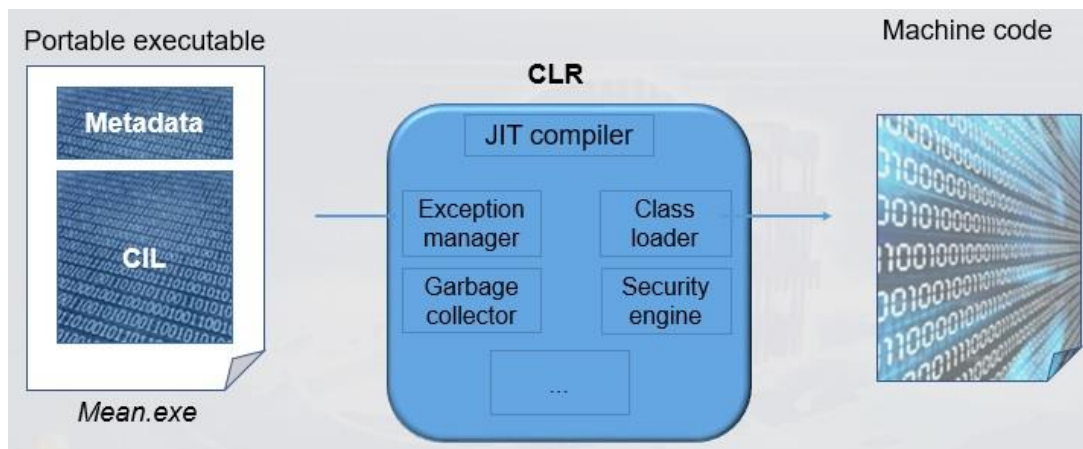 Portable executable
Metadata
CIL
Mean.exe
CLR
JIT compiler
Exception
manager
Class
loader
Garbage
collector
Security
engine
...
Machine code